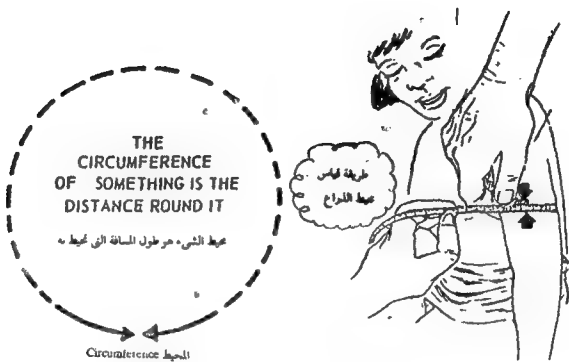 THE
CIRCUMFERENCE
OF SOMETHING IS THE
DISTANCE ROUND IT
محيط الشيء هو طول المسافة التى تحيط به
Circumference المحيط
طريقة قياس
محيط الذراع